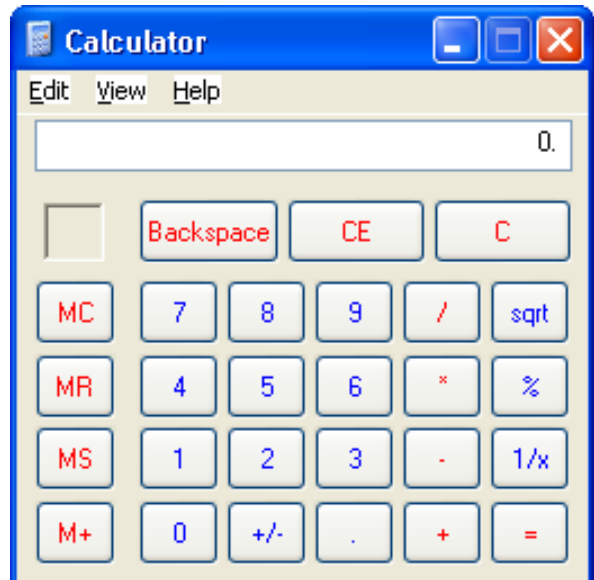 Calculator
Edit View Help
0.
Backspace CE C
MC 7 8 9 / sqrt
MR 4 5 6 * %
MS 1 2 3 - 1/x
M+ 0 +/- . + =